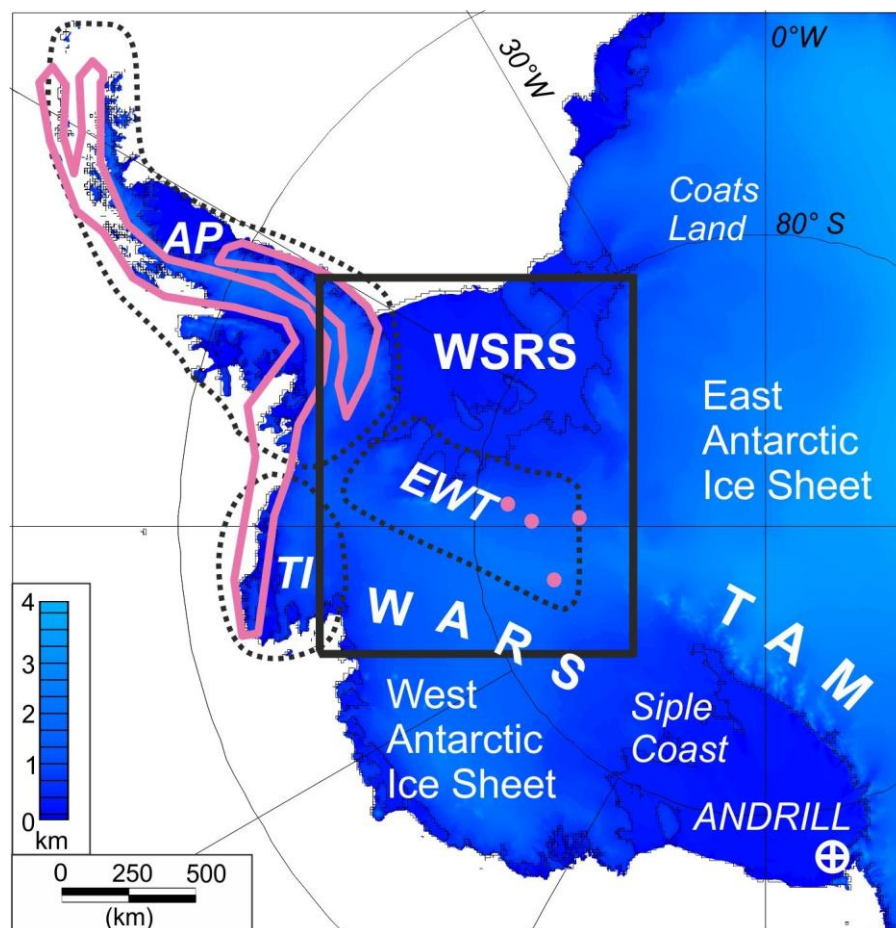 0°W
30°W
Coats
Land
80° S
AP
WSRS
East
Antarctic
Ice Sheet
EWT
TI
W A R S
T A M
West
Antarctic
Ice Sheet
Siple
Coast
ANDRILL
4
3
2
1
0
km
0 250 500
(km)